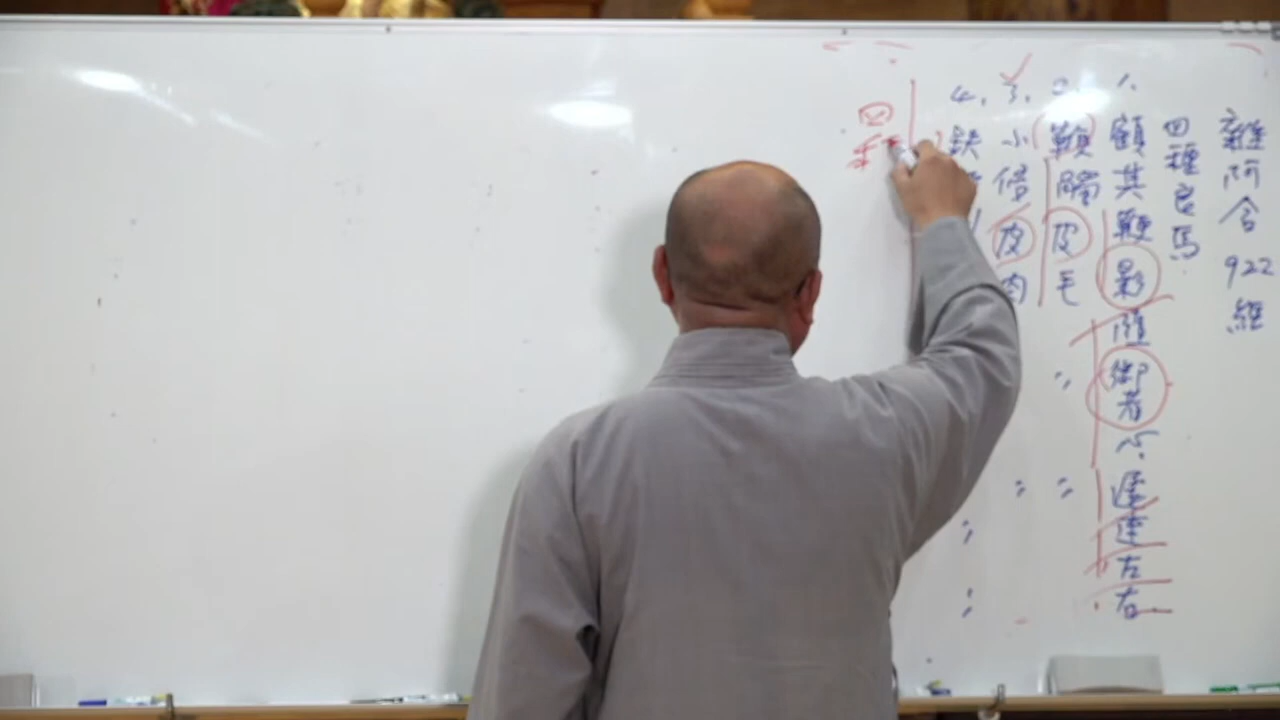 雜阿含922經
四種良馬
1. 顧其鞭影隨御者心. 遲速左右
2. 鞭觸皮毛 〃 〃
3. 小侵皮肉 〃
4. 鉄 〃 〃
四